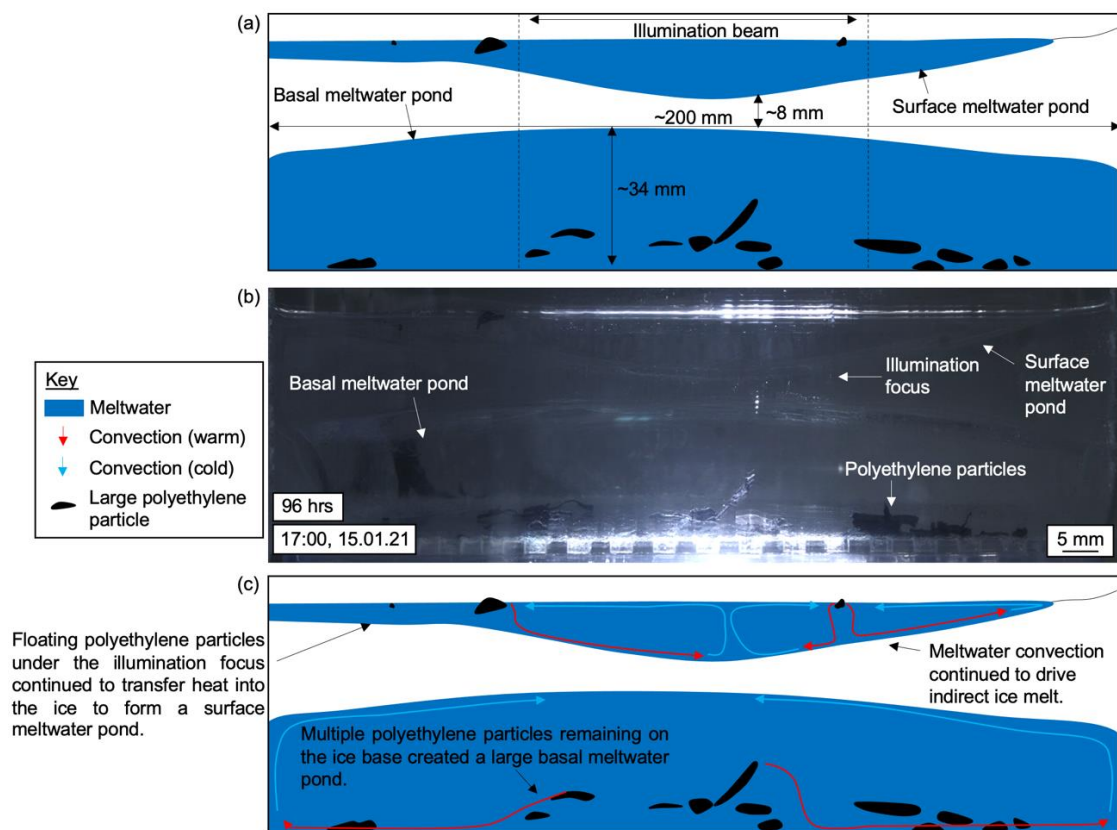 (a)
Illumination beam
Basal meltwater pond
Surface meltwater pond
~8 mm
~200 mm
~34 mm
(b)
Basal meltwater pond
Illumination
focus
Surface
meltwater
pond
Polyethylene particles
96 hrs
17:00, 15.01.21
5 mm
Key
Meltwater
Convection (warm)
Convection (cold)
Large polyethylene
particle
(c)
Floating polyethylene particles
under the illumination focus
continued to transfer heat into
the ice to form a surface
meltwater pond.
Meltwater convection
continued to drive
indirect ice melt.
Multiple polyethylene particles remaining on
the ice base created a large basal meltwater
pond.